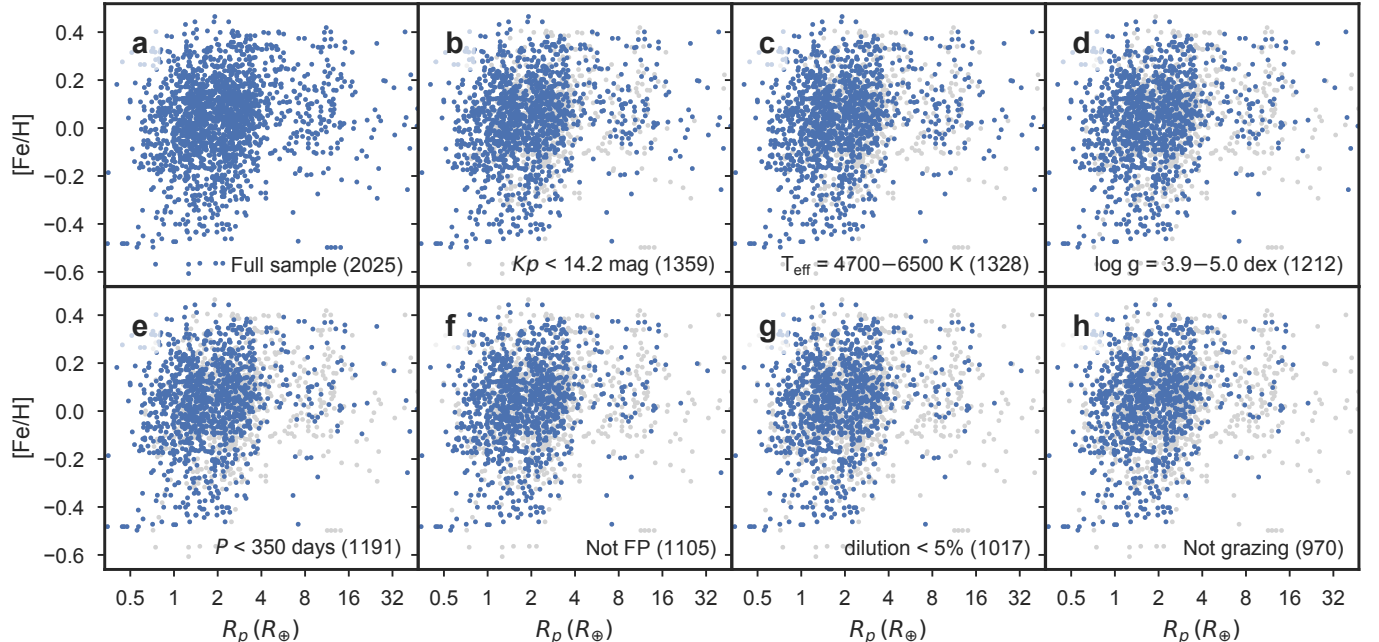 a
b
c
d
0.4
0.2
0.0
−0.2
−0.4
−0.6
[Fe/H]
Full sample (2025)
Kp < 14.2 mag (1359)
T_eff = 4700−6500 K (1328)
log g = 3.9−5.0 dex (1212)
e
f
g
h
0.4
0.2
0.0
−0.2
−0.4
−0.6
[Fe/H]
P < 350 days (1191)
Not FP (1105)
dilution < 5% (1017)
Not grazing (970)
0.5 1 2 4 8 16 32
0.5 1 2 4 8 16 32
0.5 1 2 4 8 16 32
0.5 1 2 4 8 16 32
R_p (R_⊕)
R_p (R_⊕)
R_p (R_⊕)
R_p (R_⊕)